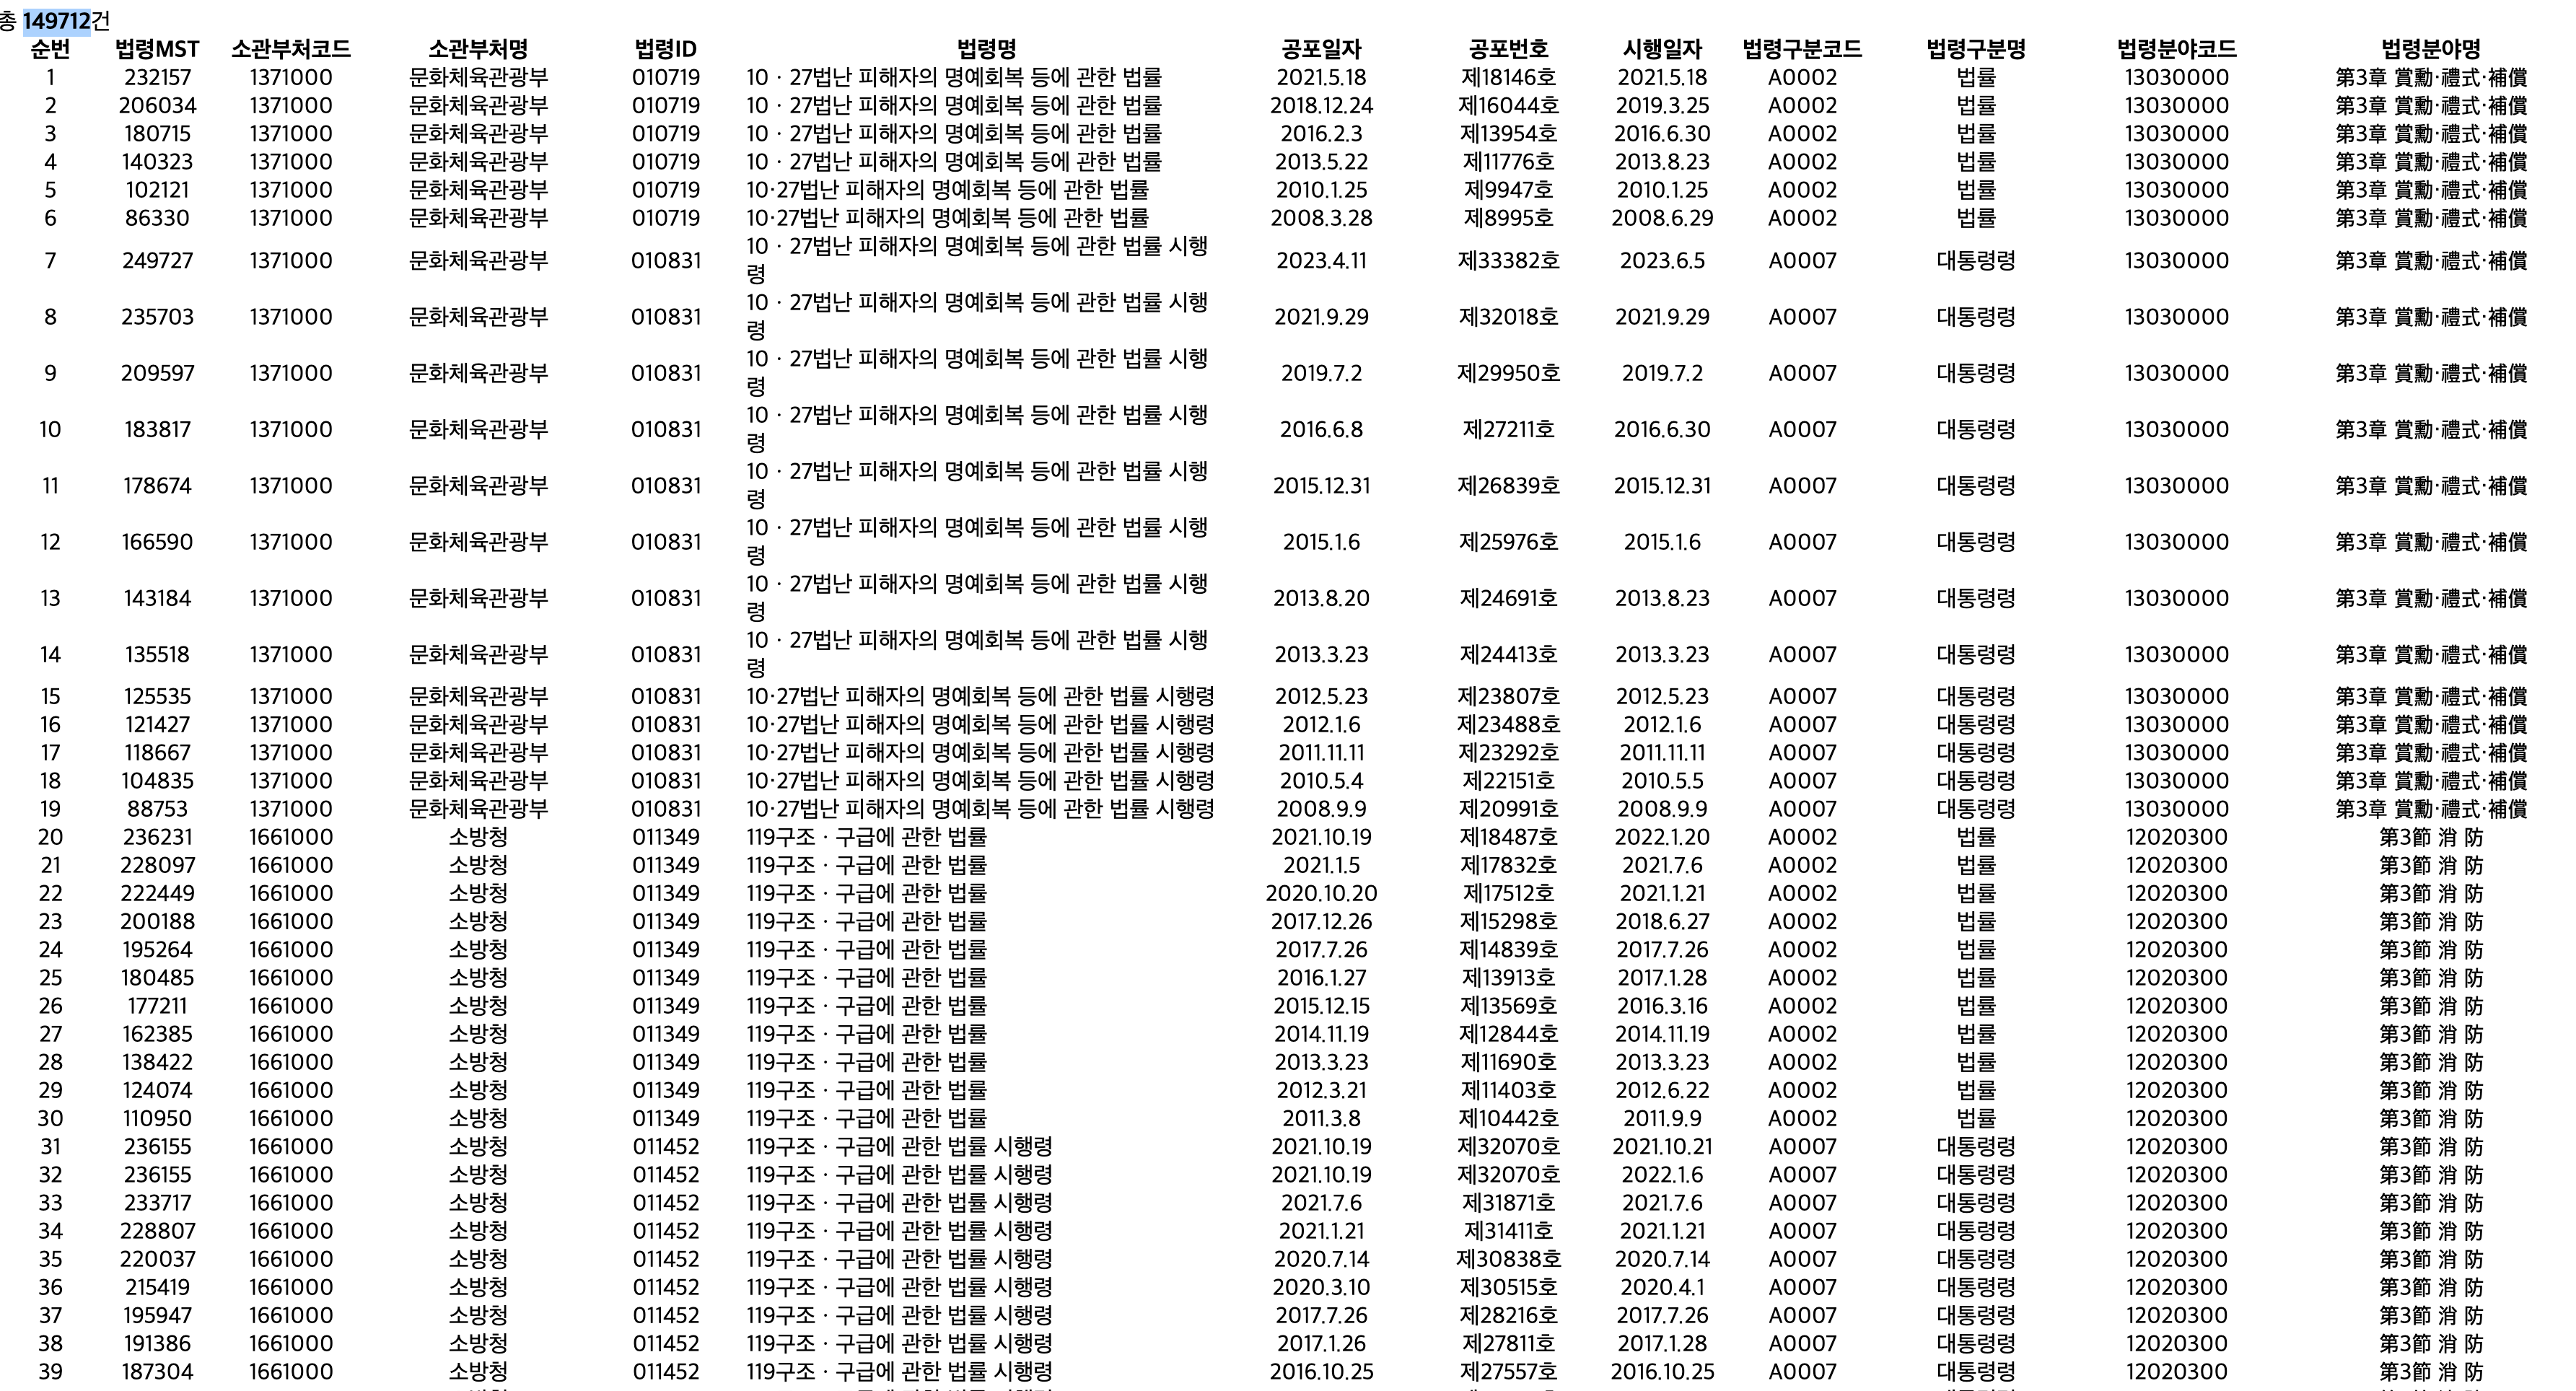 총 149712건
순번 법령MST 소관부처코드 소관부처명 법령ID 법령명 공포일자 공포번호 시행일자 법령구분코드 법령구분명 법령분야코드 법령분야명
1 232157 1371000 문화체육관광부 010719 10ㆍ27법난 피해자의 명예회복 등에 관한 법률 2021.5.18 제18146호 2021.5.18 A0002 법률 13030000 第3章 賞勳·禮式·補償
2 206034 1371000 문화체육관광부 010719 10ㆍ27법난 피해자의 명예회복 등에 관한 법률 2018.12.24 제16044호 2019.3.25 A0002 법률 13030000 第3章 賞勳·禮式·補償
3 180715 1371000 문화체육관광부 010719 10ㆍ27법난 피해자의 명예회복 등에 관한 법률 2016.2.3 제13954호 2016.6.30 A0002 법률 13030000 第3章 賞勳·禮式·補償
4 140323 1371000 문화체육관광부 010719 10ㆍ27법난 피해자의 명예회복 등에 관한 법률 2013.5.22 제11776호 2013.8.23 A0002 법률 13030000 第3章 賞勳·禮式·補償
5 102121 1371000 문화체육관광부 010719 10·27법난 피해자의 명예회복 등에 관한 법률 2010.1.25 제9947호 2010.1.25 A0002 법률 13030000 第3章 賞勳·禮式·補償
6 86330 1371000 문화체육관광부 010719 10·27법난 피해자의 명예회복 등에 관한 법률 2008.3.28 제8995호 2008.6.29 A0002 법률 13030000 第3章 賞勳·禮式·補償
7 249727 1371000 문화체육관광부 010831 10ㆍ27법난 피해자의 명예회복 등에 관한 법률 시행령 2023.4.11 제33382호 2023.6.5 A0007 대통령령 13030000 第3章 賞勳·禮式·補償
8 235703 1371000 문화체육관광부 010831 10ㆍ27법난 피해자의 명예회복 등에 관한 법률 시행령 2021.9.29 제32018호 2021.9.29 A0007 대통령령 13030000 第3章 賞勳·禮式·補償
9 209597 1371000 문화체육관광부 010831 10ㆍ27법난 피해자의 명예회복 등에 관한 법률 시행령 2019.7.2 제29950호 2019.7.2 A0007 대통령령 13030000 第3章 賞勳·禮式·補償
10 183817 1371000 문화체육관광부 010831 10ㆍ27법난 피해자의 명예회복 등에 관한 법률 시행령 2016.6.8 제27211호 2016.6.30 A0007 대통령령 13030000 第3章 賞勳·禮式·補償
11 178674 1371000 문화체육관광부 010831 10ㆍ27법난 피해자의 명예회복 등에 관한 법률 시행령 2015.12.31 제26839호 2015.12.31 A0007 대통령령 13030000 第3章 賞勳·禮式·補償
12 166590 1371000 문화체육관광부 010831 10ㆍ27법난 피해자의 명예회복 등에 관한 법률 시행령 2015.1.6 제25976호 2015.1.6 A0007 대통령령 13030000 第3章 賞勳·禮式·補償
13 143184 1371000 문화체육관광부 010831 10ㆍ27법난 피해자의 명예회복 등에 관한 법률 시행령 2013.8.20 제24691호 2013.8.23 A0007 대통령령 13030000 第3章 賞勳·禮式·補償
14 135518 1371000 문화체육관광부 010831 10ㆍ27법난 피해자의 명예회복 등에 관한 법률 시행령 2013.3.23 제24413호 2013.3.23 A0007 대통령령 13030000 第3章 賞勳·禮式·補償
15 125535 1371000 문화체육관광부 010831 10·27법난 피해자의 명예회복 등에 관한 법률 시행령 2012.5.23 제23807호 2012.5.23 A0007 대통령령 13030000 第3章 賞勳·禮式·補償
16 121427 1371000 문화체육관광부 010831 10·27법난 피해자의 명예회복 등에 관한 법률 시행령 2012.1.6 제23488호 2012.1.6 A0007 대통령령 13030000 第3章 賞勳·禮式·補償
17 118667 1371000 문화체육관광부 010831 10·27법난 피해자의 명예회복 등에 관한 법률 시행령 2011.11.11 제23292호 2011.11.11 A0007 대통령령 13030000 第3章 賞勳·禮式·補償
18 104835 1371000 문화체육관광부 010831 10·27법난 피해자의 명예회복 등에 관한 법률 시행령 2010.5.4 제22151호 2010.5.5 A0007 대통령령 13030000 第3章 賞勳·禮式·補償
19 88753 1371000 문화체육관광부 010831 10·27법난 피해자의 명예회복 등에 관한 법률 시행령 2008.9.9 제20991호 2008.9.9 A0007 대통령령 13030000 第3章 賞勳·禮式·補償
20 236231 1661000 소방청 011349 119구조ㆍ구급에 관한 법률 2021.10.19 제18487호 2022.1.20 A0002 법률 12020300 第3節 消 防
21 228097 1661000 소방청 011349 119구조ㆍ구급에 관한 법률 2021.1.5 제17832호 2021.7.6 A0002 법률 12020300 第3節 消 防
22 222449 1661000 소방청 011349 119구조ㆍ구급에 관한 법률 2020.10.20 제17512호 2021.1.21 A0002 법률 12020300 第3節 消 防
23 200188 1661000 소방청 011349 119구조ㆍ구급에 관한 법률 2017.12.26 제15298호 2018.6.27 A0002 법률 12020300 第3節 消 防
24 195264 1661000 소방청 011349 119구조ㆍ구급에 관한 법률 2017.7.26 제14839호 2017.7.26 A0002 법률 12020300 第3節 消 防
25 180485 1661000 소방청 011349 119구조ㆍ구급에 관한 법률 2016.1.27 제13913호 2017.1.28 A0002 법률 12020300 第3節 消 防
26 177211 1661000 소방청 011349 119구조ㆍ구급에 관한 법률 2015.12.15 제13569호 2016.3.16 A0002 법률 12020300 第3節 消 防
27 162385 1661000 소방청 011349 119구조ㆍ구급에 관한 법률 2014.11.19 제12844호 2014.11.19 A0002 법률 12020300 第3節 消 防
28 138422 1661000 소방청 011349 119구조ㆍ구급에 관한 법률 2013.3.23 제11690호 2013.3.23 A0002 법률 12020300 第3節 消 防
29 124074 1661000 소방청 011349 119구조ㆍ구급에 관한 법률 2012.3.21 제11403호 2012.6.22 A0002 법률 12020300 第3節 消 防
30 110950 1661000 소방청 011349 119구조ㆍ구급에 관한 법률 2011.3.8 제10442호 2011.9.9 A0002 법률 12020300 第3節 消 防
31 236155 1661000 소방청 011452 119구조ㆍ구급에 관한 법률 시행령 2021.10.19 제32070호 2021.10.21 A0007 대통령령 12020300 第3節 消 防
32 236155 1661000 소방청 011452 119구조ㆍ구급에 관한 법률 시행령 2021.10.19 제32070호 2022.1.6 A0007 대통령령 12020300 第3節 消 防
33 233717 1661000 소방청 011452 119구조ㆍ구급에 관한 법률 시행령 2021.7.6 제31871호 2021.7.6 A0007 대통령령 12020300 第3節 消 防
34 228807 1661000 소방청 011452 119구조ㆍ구급에 관한 법률 시행령 2021.1.21 제31411호 2021.1.21 A0007 대통령령 12020300 第3節 消 防
35 220037 1661000 소방청 011452 119구조ㆍ구급에 관한 법률 시행령 2020.7.14 제30838호 2020.7.14 A0007 대통령령 12020300 第3節 消 防
36 215419 1661000 소방청 011452 119구조ㆍ구급에 관한 법률 시행령 2020.3.10 제30515호 2020.4.1 A0007 대통령령 12020300 第3節 消 防
37 195947 1661000 소방청 011452 119구조ㆍ구급에 관한 법률 시행령 2017.7.26 제28216호 2017.7.26 A0007 대통령령 12020300 第3節 消 防
38 191386 1661000 소방청 011452 119구조ㆍ구급에 관한 법률 시행령 2017.1.26 제27811호 2017.1.28 A0007 대통령령 12020300 第3節 消 防
39 187304 1661000 소방청 011452 119구조ㆍ구급에 관한 법률 시행령 2016.10.25 제27557호 2016.10.25 A0007 대통령령 12020300 第3節 消 防